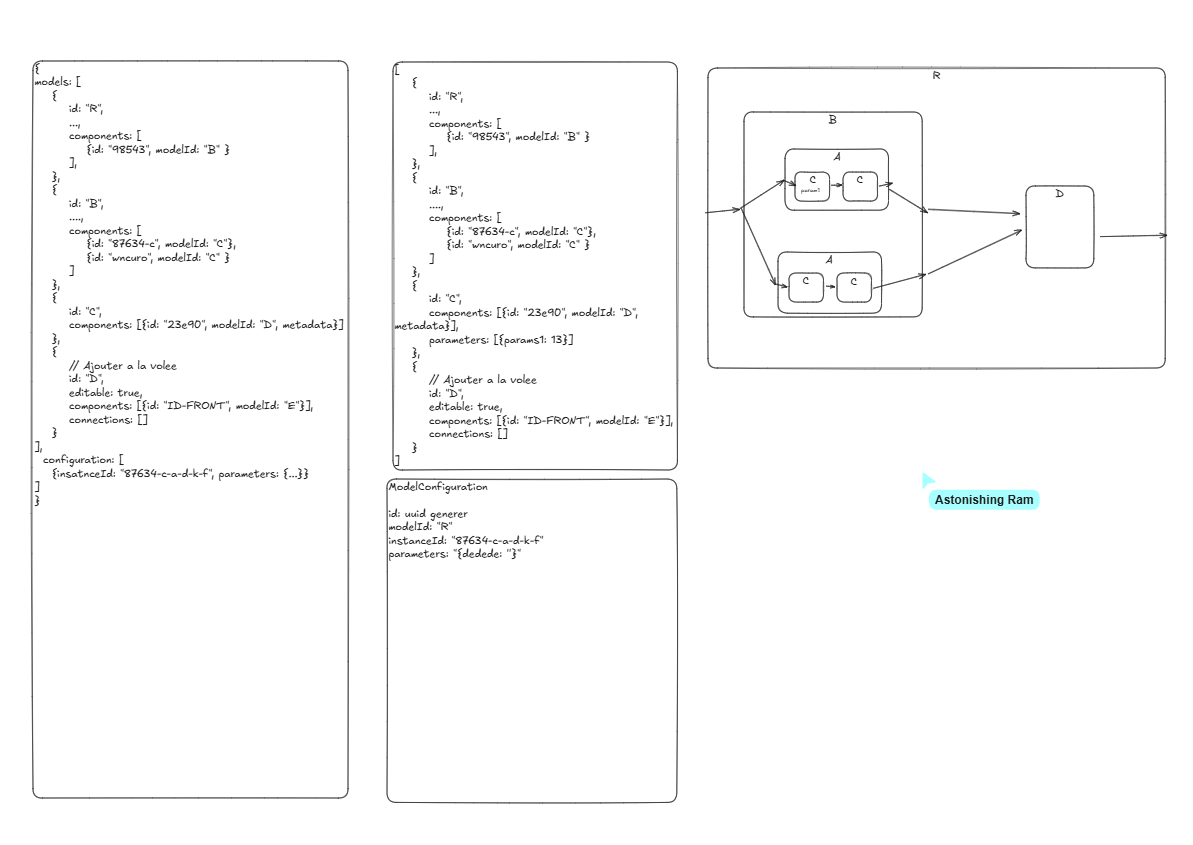 {
models: [
{
id: "R",
...,
components: [
{id: "98543", modelId: "B" }
],
},
{
id: "B",
....,
components: [
{id: "87634-c", modelId: "C"},
{id: "wncuro", modelId: "C" }
]
},
{
id: "C",
components: [{id: "23e90", modelId: "D", metadata}]
},
{
// Ajouter a la volee
id: "D",
editable: true,
components: [{id: "ID-FRONT", modelId: "E"}],
connections: []
}
],
configuration: [
{insatnceId: "87634-c-a-d-k-f", parameters: {...}}
]
}
[
{
id: "R",
...,
components: [
{id: "98543", modelId: "B" }
],
},
{
id: "B",
....,
components: [
{id: "87634-c", modelId: "C"},
{id: "wncuro", modelId: "C" }
]
},
{
id: "C",
components: [{id: "23e90", modelId: "D",
metadata}],
parameters: [{params1: 13}]
},
{
// Ajouter a la volee
id: "D",
editable: true,
components: [{id: "ID-FRONT", modelId: "E"}],
connections: []
}
]
ModelConfiguration
id: uuid generer
modelId: "R"
instanceId: "87634-c-a-d-k-f"
parameters: "{dedede: ''}"
R
B
A
C
param1
C
A
C
C
D
Astonishing Ram